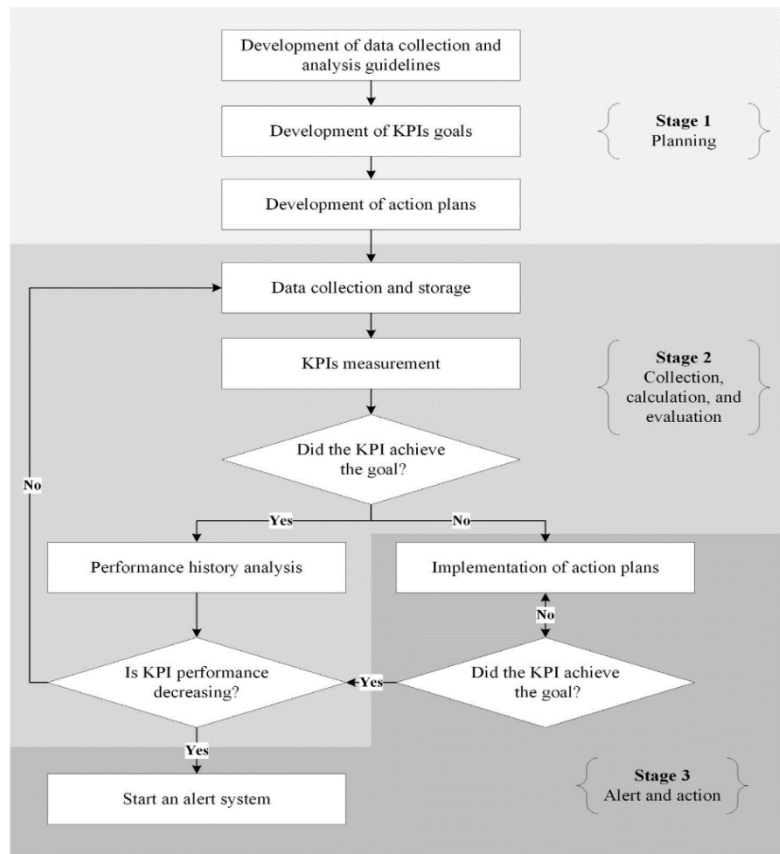 Development of data collection and
analysis guidelines
Development of KPIs goals
Stage 1
Planning
Development of action plans
Data collection and storage
KPIs measurement
Stage 2
Collection,
calculation, and
evaluation
Did the KPI achieve
the goal?
No
Yes
No
Performance history analysis
Implementation of action plans
No
Is KPI performance
decreasing?
Yes
Did the KPI achieve
the goal?
Yes
Start an alert system
Stage 3
Alert and action